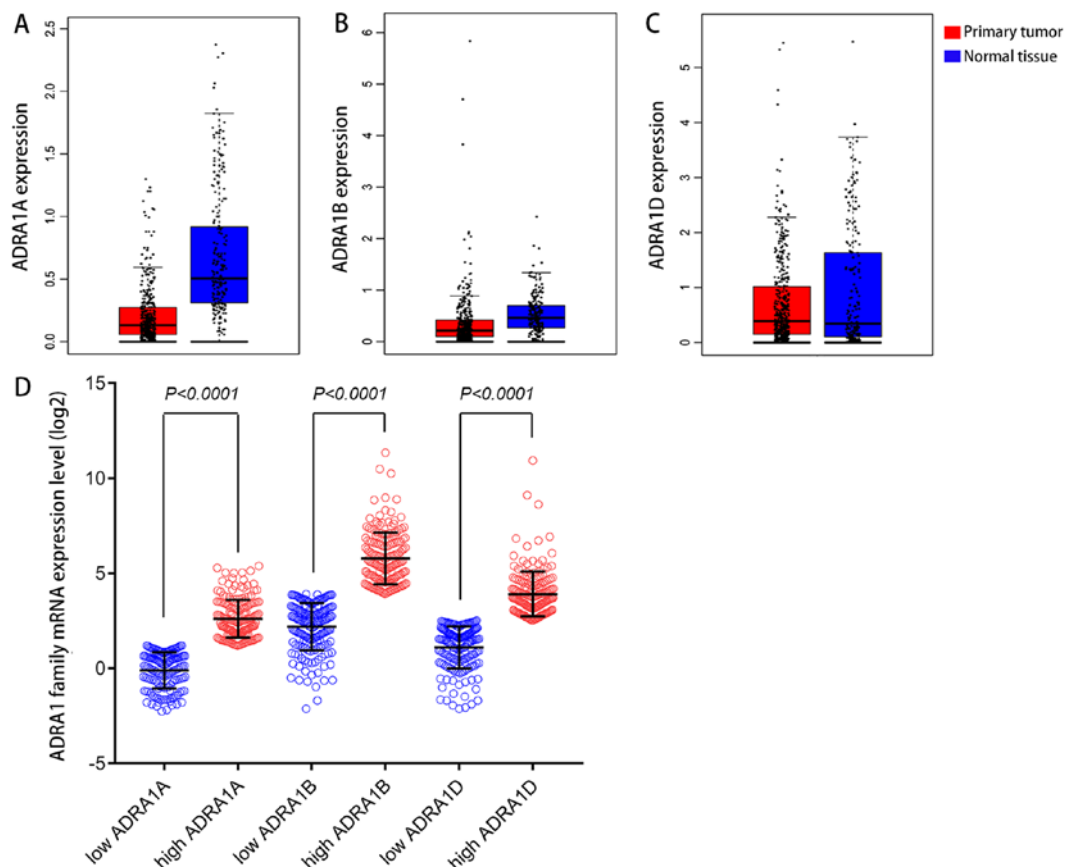 A
ADRA1A expression
2.5
2.0
1.5
1.0
0.5
0.0
B
ADRA1B expression
6
5
4
3
2
1
0
C
ADRA1D expression
5
4
3
2
1
0
Primary tumor
Normal tissue
D
ADRA1 family mRNA expression level (log2)
15
10
5
0
-5
P<0.0001
P<0.0001
P<0.0001
low ADRA1A
high ADRA1A
low ADRA1B
high ADRA1B
low ADRA1D
high ADRA1D